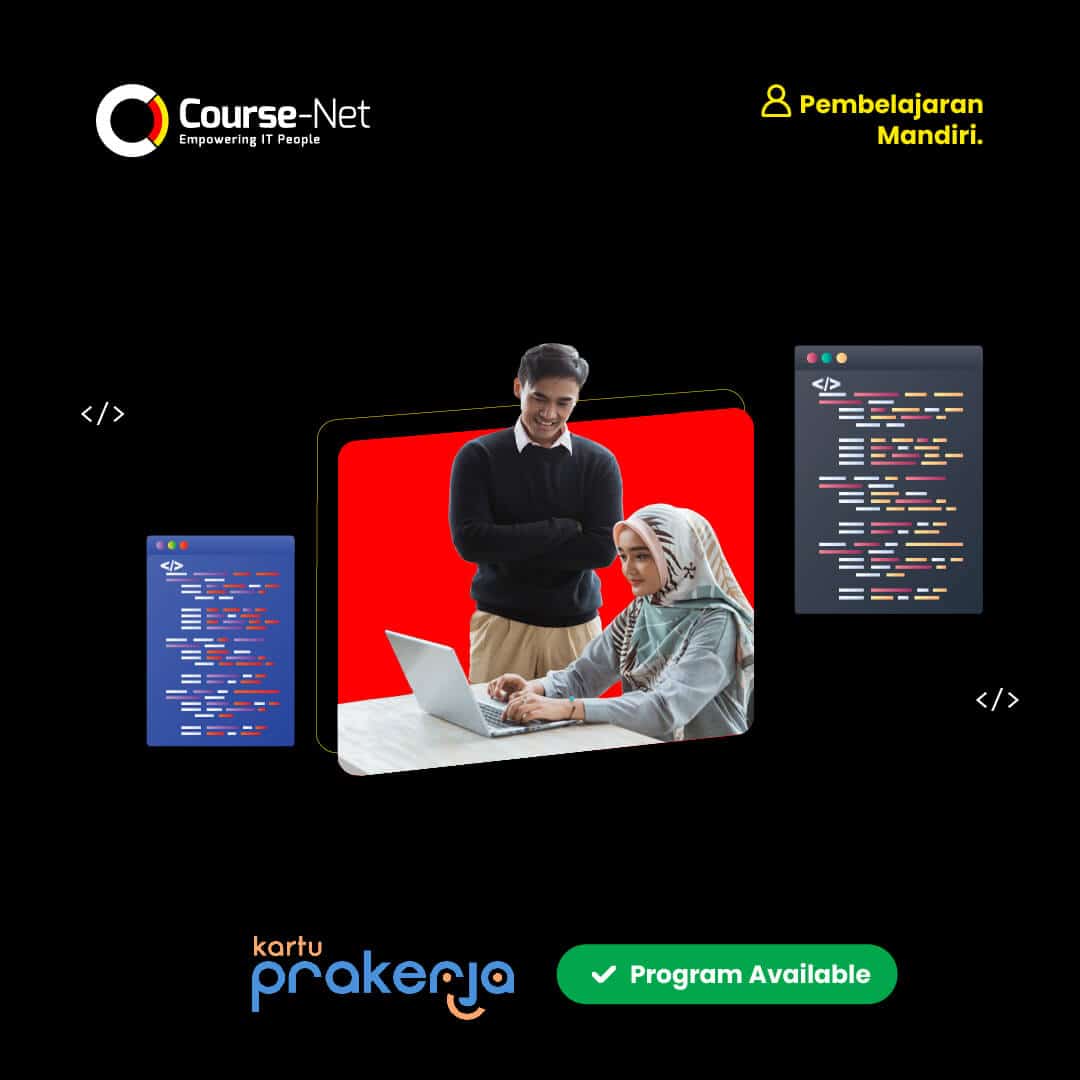 Course-Net
Empowering IT People
Pembelajaran
Mandiri.
</>
</>
</>
</>
kartu
prakerja
Program Available